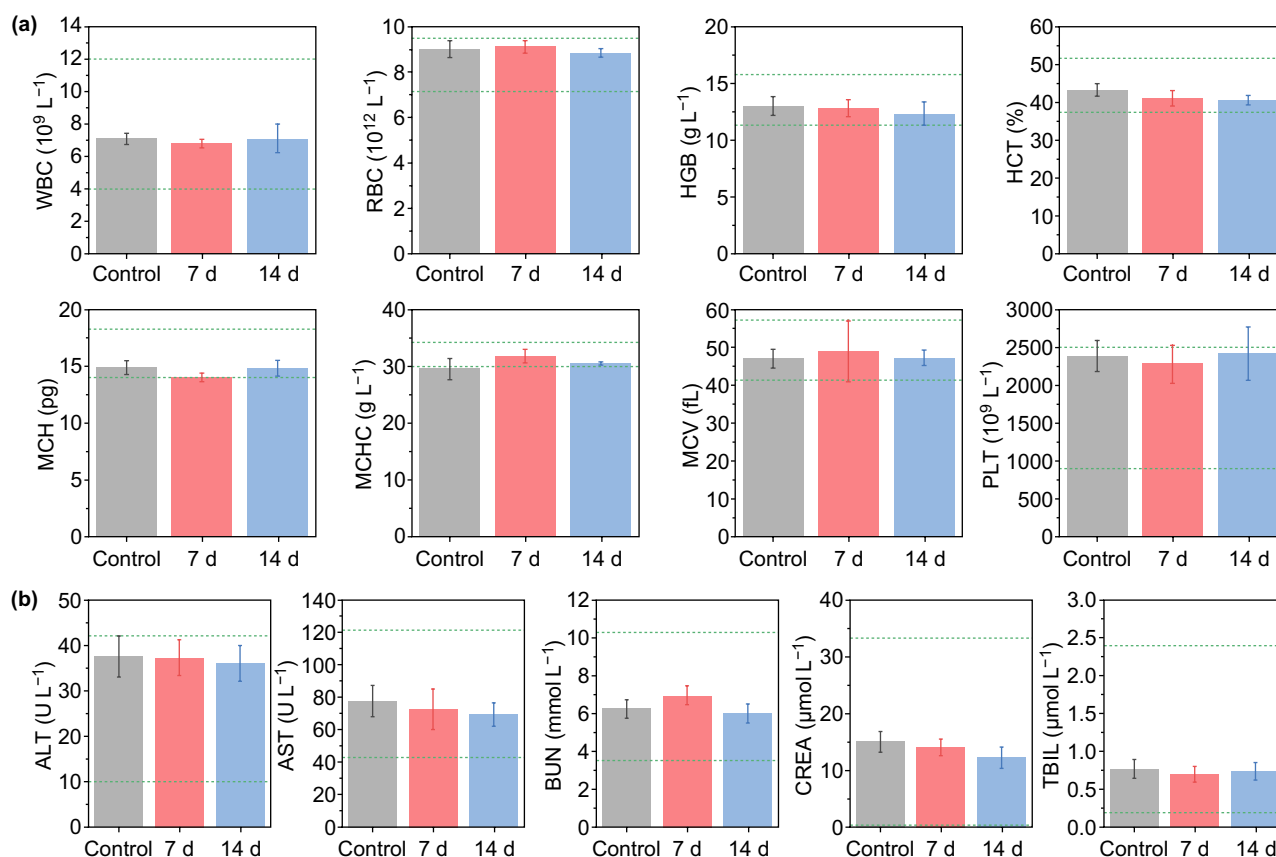 (a)
WBC (10⁹ L⁻¹)
14
12
10
8
6
4
2
0
Control 7 d 14 d
RBC (10¹² L⁻¹)
10
8
6
4
2
0
Control 7 d 14 d
HGB (g L⁻¹)
20
15
10
5
0
Control 7 d 14 d
HCT (%)
60
50
40
30
20
10
0
Control 7 d 14 d
MCH (pg)
20
15
10
5
0
Control 7 d 14 d
MCHC (g L⁻¹)
40
30
20
10
0
Control 7 d 14 d
MCV (fL)
60
50
40
30
20
10
0
Control 7 d 14 d
PLT (10⁹ L⁻¹)
3000
2500
2000
1500
1000
500
0
Control 7 d 14 d
(b)
ALT (U L⁻¹)
50
40
30
20
10
0
Control 7 d 14 d
AST (U L⁻¹)
140
120
100
80
60
40
20
0
Control 7 d 14 d
BUN (mmol L⁻¹)
12
10
8
6
4
2
0
Control 7 d 14 d
CREA (μmol L⁻¹)
40
30
20
10
0
Control 7 d 14 d
TBIL (μmol L⁻¹)
3.0
2.5
2.0
1.5
1.0
0.5
0.0
Control 7 d 14 d